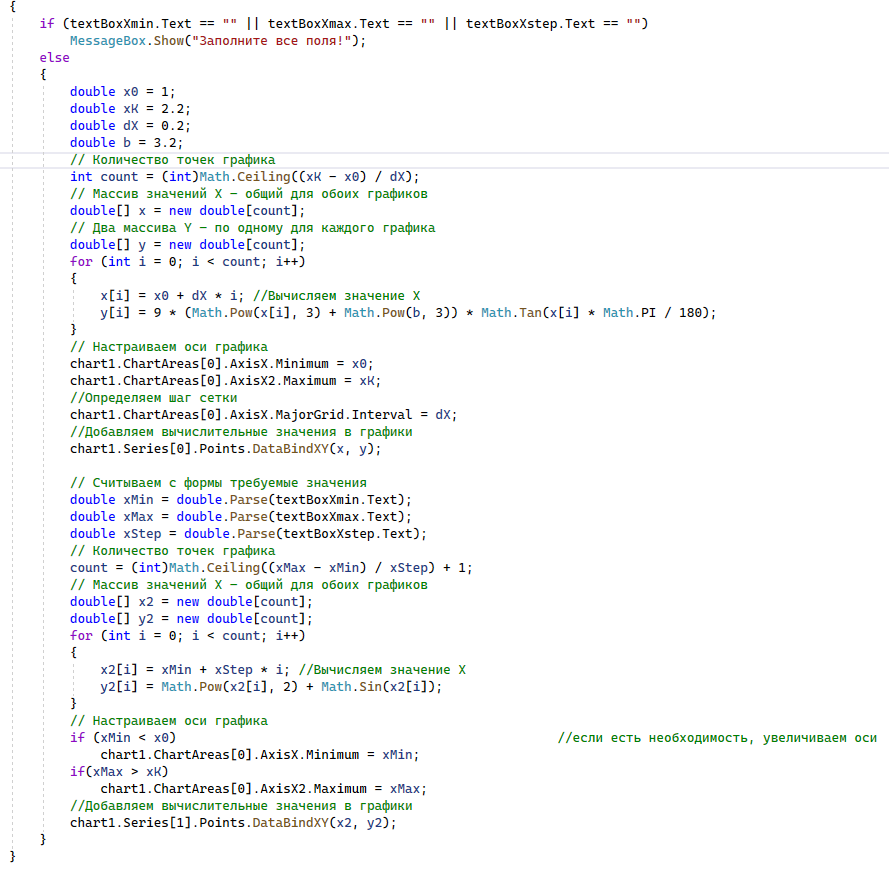 {
if (textBoxXmin.Text == "" || textBoxXmax.Text == "" || textBoxXstep.Text == "")
MessageBox.Show("Заполните все поля!");
else
{
double x0 = 1;
double xК = 2.2;
double dX = 0.2;
double b = 3.2;
// Количество точек графика
int count = (int)Math.Ceiling((xК - x0) / dX);
// Массив значений X – общий для обоих графиков
double[] x = new double[count];
// Два массива Y – по одному для каждого графика
double[] y = new double[count];
for (int i = 0; i < count; i++)
{
x[i] = x0 + dX * i; //Вычисляем значение X
y[i] = 9 * (Math.Pow(x[i], 3) + Math.Pow(b, 3)) * Math.Tan(x[i] * Math.PI / 180);
}
// Настраиваем оси графика
chart1.ChartAreas[0].AxisX.Minimum = x0;
chart1.ChartAreas[0].AxisX2.Maximum = xК;
//Определяем шаг сетки
chart1.ChartAreas[0].AxisX.MajorGrid.Interval = dX;
//Добавляем вычислительные значения в графики
chart1.Series[0].Points.DataBindXY(x, y);
// Считываем с формы требуемые значения
double xMin = double.Parse(textBoxXmin.Text);
double xMax = double.Parse(textBoxXmax.Text);
double xStep = double.Parse(textBoxXstep.Text);
// Количество точек графика
count = (int)Math.Ceiling((xMax - xMin) / xStep) + 1;
// Массив значений X – общий для обоих графиков
double[] x2 = new double[count];
double[] y2 = new double[count];
for (int i = 0; i < count; i++)
{
x2[i] = xMin + xStep * i; //Вычисляем значение X
y2[i] = Math.Pow(x2[i], 2) + Math.Sin(x2[i]);
}
// Настраиваем оси графика
if (xMin < x0) //если есть необходимость, увеличиваем оси
chart1.ChartAreas[0].AxisX.Minimum = xMin;
if(xMax > xК)
chart1.ChartAreas[0].AxisX2.Maximum = xMax;
//Добавляем вычислительные значения в графики
chart1.Series[1].Points.DataBindXY(x2, y2);
}
}